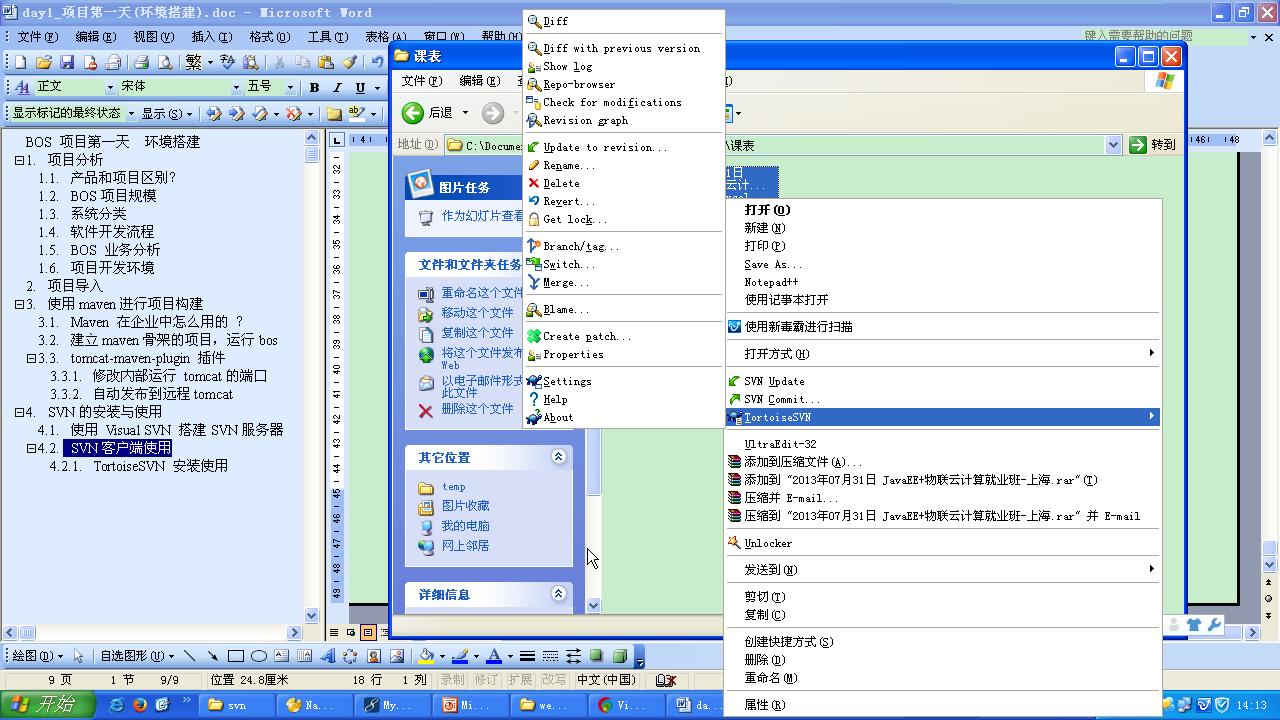 day1_项目第一天(环境搭建).doc - Microsoft Word
编辑(E) 视图(V) 插入(I) 格式(O) 工具(T) 窗口(W)
键入需要帮助的问题
正文 宋体 五号 B I U
显示标记的最终状态 显示(S)
BOS 项目第一天 环境搭建
1. 项目分析
1.1. 产品和项目区别？
1.2. BOS项目规模
1.3. 系统分类
1.4. 软件开发流程
1.5. BOS 业务分析
1.6. 项目开发环境
2. 项目导入
3. 使用maven进行项目构建
3.1. Maven 在企业中怎么用的 ？
3.2. 建立maven骨架的项目，运行 bos
3.3. tomcat-maven-plugin 插件
3.3.1. 修改内部运行 tomcat 的端口
3.3.2. 自动发布到远程 tomcat
4. SVN的安装与使用
4.1. 使用 Visual SVN 搭建 SVN服务器
4.2. SVN客户端使用
4.2.1. TortoiseSVN 安装使用
课表
文件(F) 编辑(E)
后退
地址(D) C:\Docume
\课表
转到
图片任务
作为幻灯片查看
文件和文件夹任务
重命名这个文件
移动这个文件
复制这个文件
将这个文件发布
Web
以电子邮件形式
此文件
删除这个文件
其它位置
temp
图片收藏
我的电脑
网上邻居
详细信息
Diff
Diff with previous version
Show log
Repo-browser
Check for modifications
Revision graph
Update to revision...
Rename...
Delete
Revert...
Get lock...
Branch/tag...
Switch...
Merge...
Blame...
Create patch...
Properties
Settings
Help
About
1日
云计...
打开(O)
新建(N)
打印(P)
Save As...
Notepad++
使用记事本打开
使用新毒霸进行扫描
打开方式(H)
SVN Update
SVN Commit...
TortoiseSVN
UltraEdit-32
添加到压缩文件(A)...
添加到 "2013年07月31日 JavaEE+物联云计算就业班-上海.rar"(T)
压缩并 E-mail...
压缩到 "2013年07月31日 JavaEE+物联云计算就业班-上海.rar" 并 E-mail
Unlocker
发送到(N)
剪切(T)
复制(C)
创建快捷方式(S)
删除(D)
重命名(M)
属性(R)
绘图(D) 自选图形(U)
9 页 1 节 9/9 位置 24.8厘米 18 行 1 列 录制 修订 扩展 改写 中文(中国)
开始 svn Na... My... Mi... we... Vi... da... 14:13